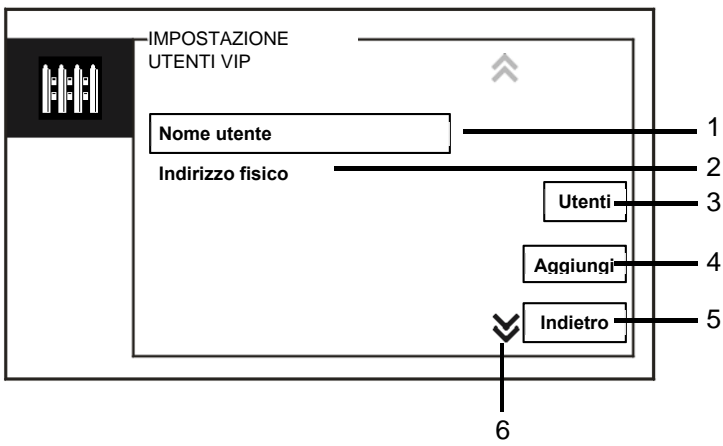 IMPOSTAZIONE
UTENTI VIP
Nome utente
1
Indirizzo fisico
2
Utenti
3
Aggiungi
4
Indietro
5
6